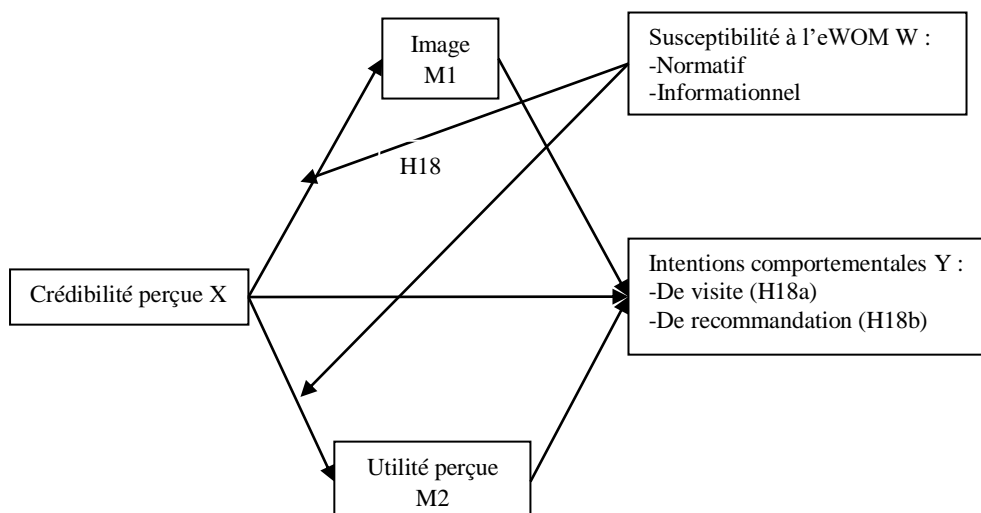 Image
M1
Susceptibilité à l’eWOM W :
-Normatif
-Informationnel
H18
Crédibilité perçue X
Intentions comportementales Y :
-De visite (H18a)
-De recommandation (H18b)
Utilité perçue
M2